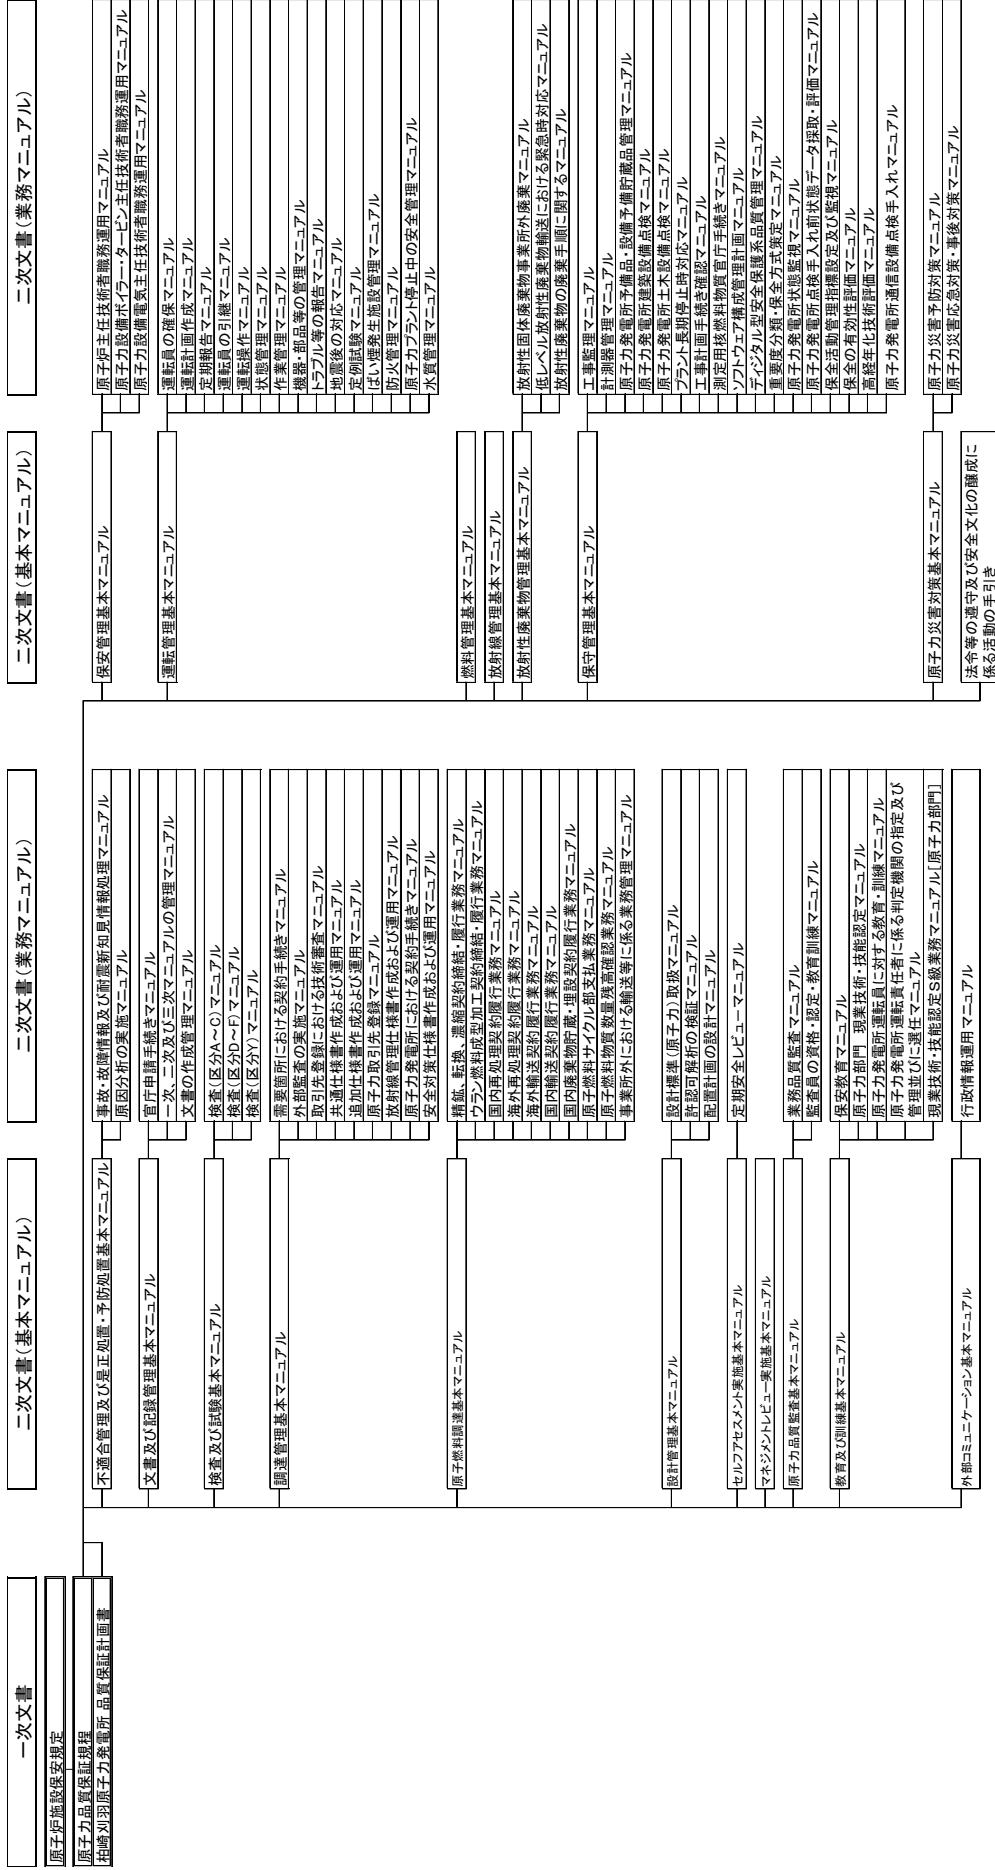 一次文書
原子炉施設保安規定
原子力品質保証規程
柏崎刈羽原子力発電所 品質保証計画書
二次文書(基本マニュアル)
不適合管理及び是正処置・予防処置基本マニュアル
文書及び記録管理基本マニュアル
検査及び試験基本マニュアル
調達管理基本マニュアル
原子燃料調達基本マニュアル
設計管理基本マニュアル
セルフアセスメント実施基本マニュアル
マネジメントレビュー実施基本マニュアル
原子力品質監査基本マニュアル
教育及び訓練基本マニュアル
外部コミュニケーション基本マニュアル
二次文書(業務マニュアル)
事故・故障情報及び耐震新知見情報処理マニュアル
原因分析の実施マニュアル
官庁申請手続きマニュアル
一次、二次及び三次マニュアルの管理マニュアル
文書の作成管理マニュアル
検査(区分A～C)マニュアル
検査(区分D～F)マニュアル
検査(区分Y)マニュアル
需要箇所における契約手続きマニュアル
外部監査の実施マニュアル
取引先登録における技術審査マニュアル
共通仕様書作成および運用マニュアル
追加仕様書作成および運用マニュアル
原子力取引先登録マニュアル
放射線管理仕様書作成および運用マニュアル
原子力発電所における契約手続きマニュアル
安全対策仕様書作成および運用マニュアル
精鉱、転換、濃縮契約締結・履行業務マニュアル
ウラン燃料成型加工契約締結・履行業務マニュアル
国内再処理契約履行業務マニュアル
海外再処理契約履行業務マニュアル
海外輸送契約履行業務マニュアル
国内輸送契約履行業務マニュアル
国内廃棄物貯蔵・埋設契約履行業務マニュアル
原子燃料サイクル部支払業務マニュアル
原子燃料物質数量残高確認業務マニュアル
事業所外における輸送等に係る業務管理マニュアル
設計標準(原子力)取扱マニュアル
許認可解析の検証マニュアル
配置計画の設計マニュアル
定期安全レビューマニュアル
業務品質監査マニュアル
監査員の資格・認定・教育訓練マニュアル
保安教育マニュアル
原子力部門 現業技術・技能認定マニュアル
原子力発電所運転員に対する教育・訓練マニュアル
原子力発電所運転責任者に係る判定機関の指定及び
管理並びに選任マニュアル
現業技術・技能認定S級業務マニュアル[原子力部門]
行政情報運用マニュアル
二次文書(基本マニュアル)
保安管理基本マニュアル
運転管理基本マニュアル
燃料管理基本マニュアル
放射線管理基本マニュアル
放射性廃棄物管理基本マニュアル
保守管理基本マニュアル
原子力災害対策基本マニュアル
法令等の遵守及び安全文化の醸成に
係る活動の手引き
二次文書(業務マニュアル)
原子炉主任技術者職務運用マニュアル
原子力設備ボイラー・タービン主任技術者職務運用マニュアル
原子力設備電気主任技術者職務運用マニュアル
運転員の確保マニュアル
運転計画作成マニュアル
定期報告マニュアル
運転員の引継マニュアル
運転操作マニュアル
状態管理マニュアル
作業管理マニュアル
機器・部品等の管理マニュアル
トラブル等の報告マニュアル
地震後の対応マニュアル
定例試験マニュアル
ばい煙発生施設管理マニュアル
防火管理マニュアル
原子力プラント停止中の安全管理マニュアル
水質管理マニュアル
放射性固体廃棄物事業所外廃棄マニュアル
低レベル放射性廃棄物輸送における緊急時対応マニュアル
放射性廃棄物の廃棄手順に関するマニュアル
工事監理マニュアル
計測器管理マニュアル
原子力発電所予備品・設備予備貯蔵品管理マニュアル
原子力発電所建築設備点検マニュアル
原子力発電所土木設備点検マニュアル
プラント長期停止時対応マニュアル
工事計画手続き確認マニュアル
測定用核燃料物質官庁手続きマニュアル
ソフトウェア構成管理計画マニュアル
ディジタル型安全保護系品質管理マニュアル
重要度分類・保全方式策定マニュアル
原子力発電所状態監視マニュアル
原子力発電所点検手入れ前状態データ採取・評価マニュアル
保全活動管理指標設定及び監視マニュアル
保全の有効性評価マニュアル
高経年化技術評価マニュアル
原子力発電所通信設備点検手入れマニュアル
原子力災害予防対策マニュアル
原子力災害応急対策・事後対策マニュアル